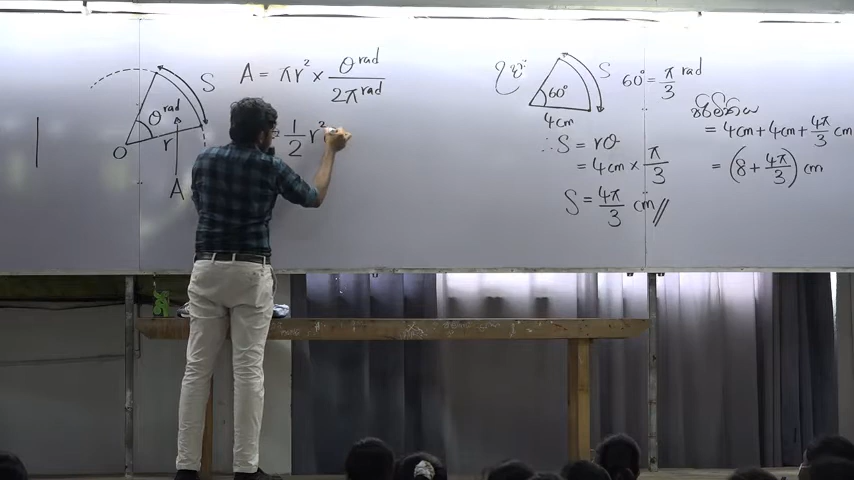 S
θ rad
r
O
A
A = πr² × θ rad / 2π rad
= 1/2 r²
60°
4cm
S
60° = π/3 rad
∴ S = rθ
= 4cm × π/3
S = 4π/3 cm //
= 4cm + 4cm + 4π/3 cm
= (8 + 4π/3) cm